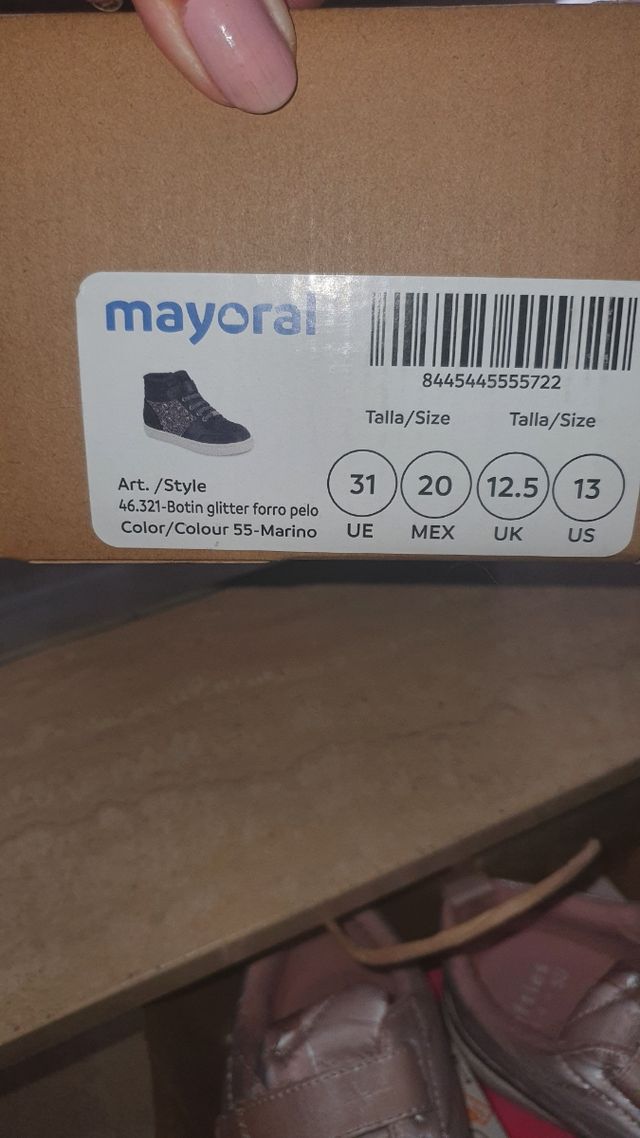 mayoral
8445445555722
Talla/Size Talla/Size
Art. /Style
46.321-Botin glitter forro pelo
Color/Colour 55-Marino
31 20 12.5 13
UE MEX UK US